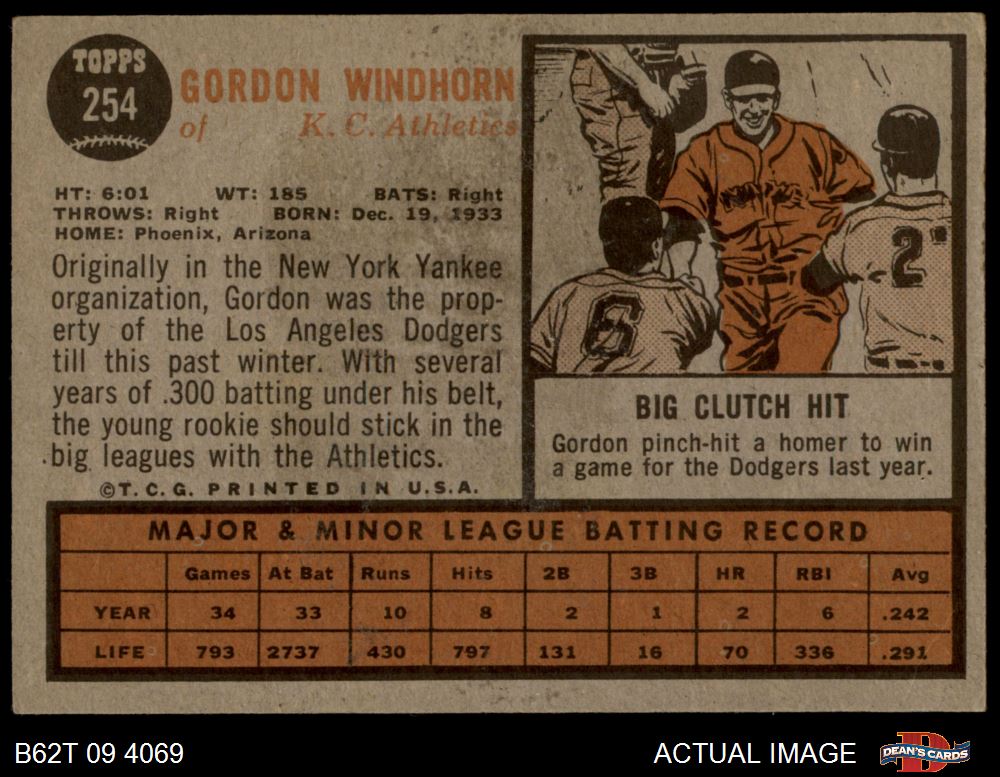 TOPPS
254
GORDON WINDHORN
of K. C. Athletics
HT: 6:01 WT: 185 BATS: Right
THROWS: Right BORN: Dec. 19, 1933
HOME: Phoenix, Arizona
Originally in the New York Yankee
organization, Gordon was the prop-
erty of the Los Angeles Dodgers
till this past winter. With several
years of .300 batting under his belt,
the young rookie should stick in the
big leagues with the Athletics.
©T. C. G. PRINTED IN U.S.A.
6
2
BIG CLUTCH HIT
Gordon pinch-hit a homer to win
a game for the Dodgers last year.
MAJOR & MINOR LEAGUE BATTING RECORD
Games At Bat Runs Hits 2B 3B HR RBI Avg
YEAR 34 33 10 8 2 1 2 6 .242
LIFE 793 2737 430 797 131 16 70 336 .291
B62T 09 4069
ACTUAL IMAGE
DEAN'S CARDS